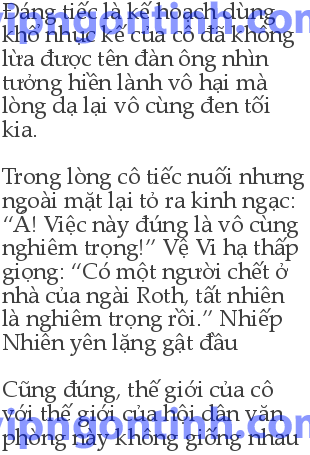 Đáng tiếc là kế hoạch dùng
khổ nhục kế của cô đã không
lừa được tên đàn ông nhìn
tưởng hiền lành vô hại mà
lòng dạ lại vô cùng đen tối
kia.
Trong lòng cô tiếc nuối nhưng
ngoài mặt lại tỏ ra kinh ngạc:
“Á! Việc này đúng là vô cùng
nghiêm trọng!” Vệ Vi hạ thấp
giọng: “Có một người chết ở
nhà của ngài Roth, tất nhiên
là nghiêm trọng rồi.” Nhiếp
Nhiên yên lặng gật đầu
Cũng đúng, thế giới của cô
với thế giới của hội dân văn
phòng này không giống nhau
vipngontinh.com
vipngontinh.com